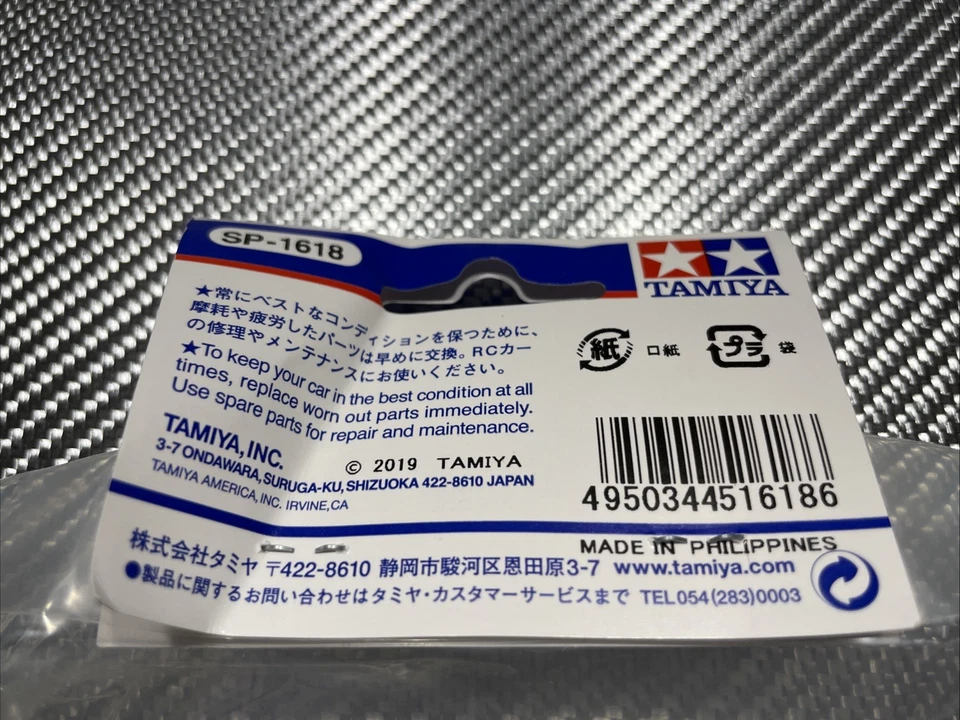 SP-1618
TAMIYA
★常にベストなコンディションを保つために、
摩耗や疲労したパーツは早めに交換。RCカー
の修理やメンテナンスにお使いください。
★To keep your car in the best condition at all
times, replace worn out parts immediately.
Use spare parts for repair and maintenance.
紙 口紙
プラ 袋
TAMIYA, INC.
© 2019 TAMIYA
3-7 ONDAWARA, SURUGA-KU, SHIZUOKA 422-8610 JAPAN
TAMIYA AMERICA, INC. IRVINE, CA
4950344516186
MADE IN PHILIPPINES
株式会社タミヤ 〒422-8610 静岡市駿河区恩田原3-7 www.tamiya.com
●製品に関するお問い合わせはタミヤ・カスタマーサービスまで TEL054(283)0003